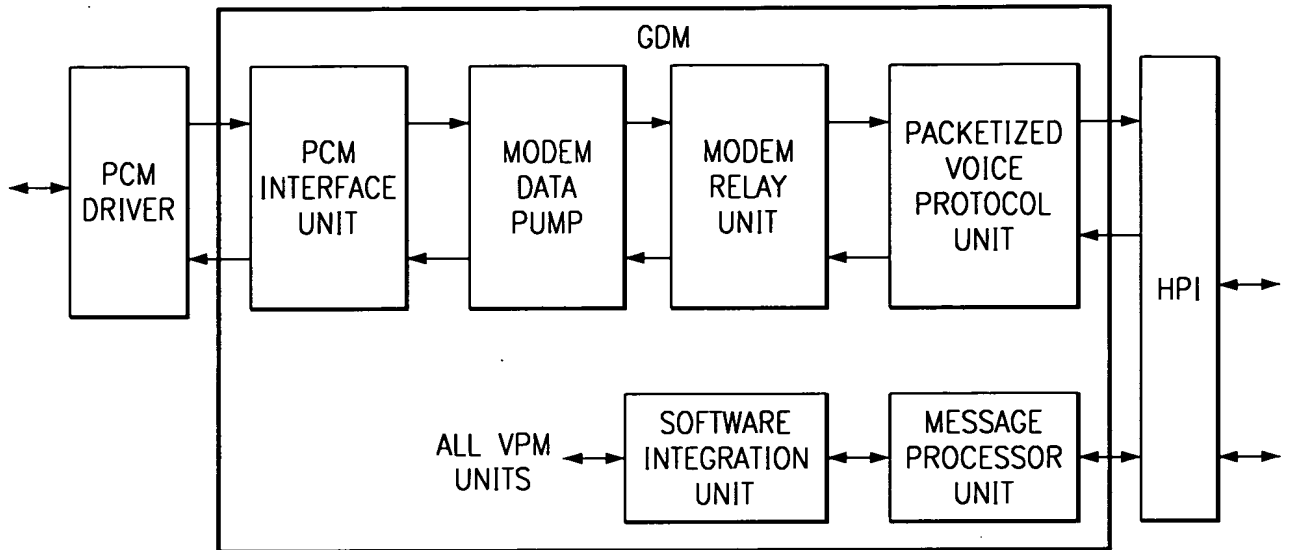 GDM
PCM
DRIVER
PCM
INTERFACE
UNIT
MODEM
DATA
PUMP
MODEM
RELAY
UNIT
PACKETIZED
VOICE
PROTOCOL
UNIT
HPI
ALL VPM
UNITS
SOFTWARE
INTEGRATION
UNIT
MESSAGE
PROCESSOR
UNIT